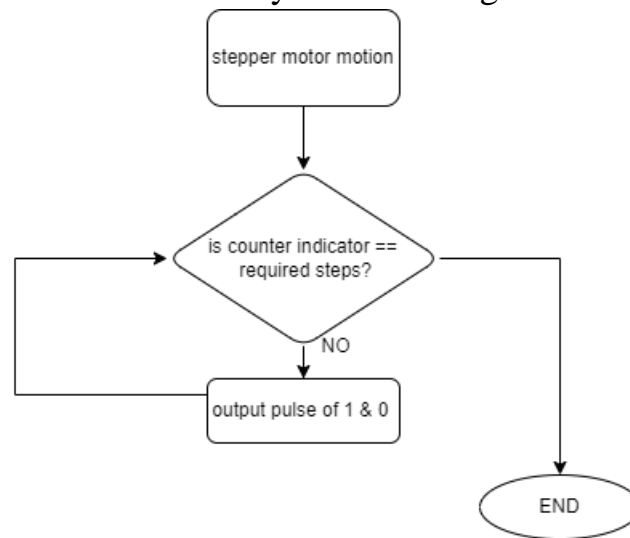 stepper motor motion
is counter indicator ==
required steps?
NO
output pulse of 1 & 0
END